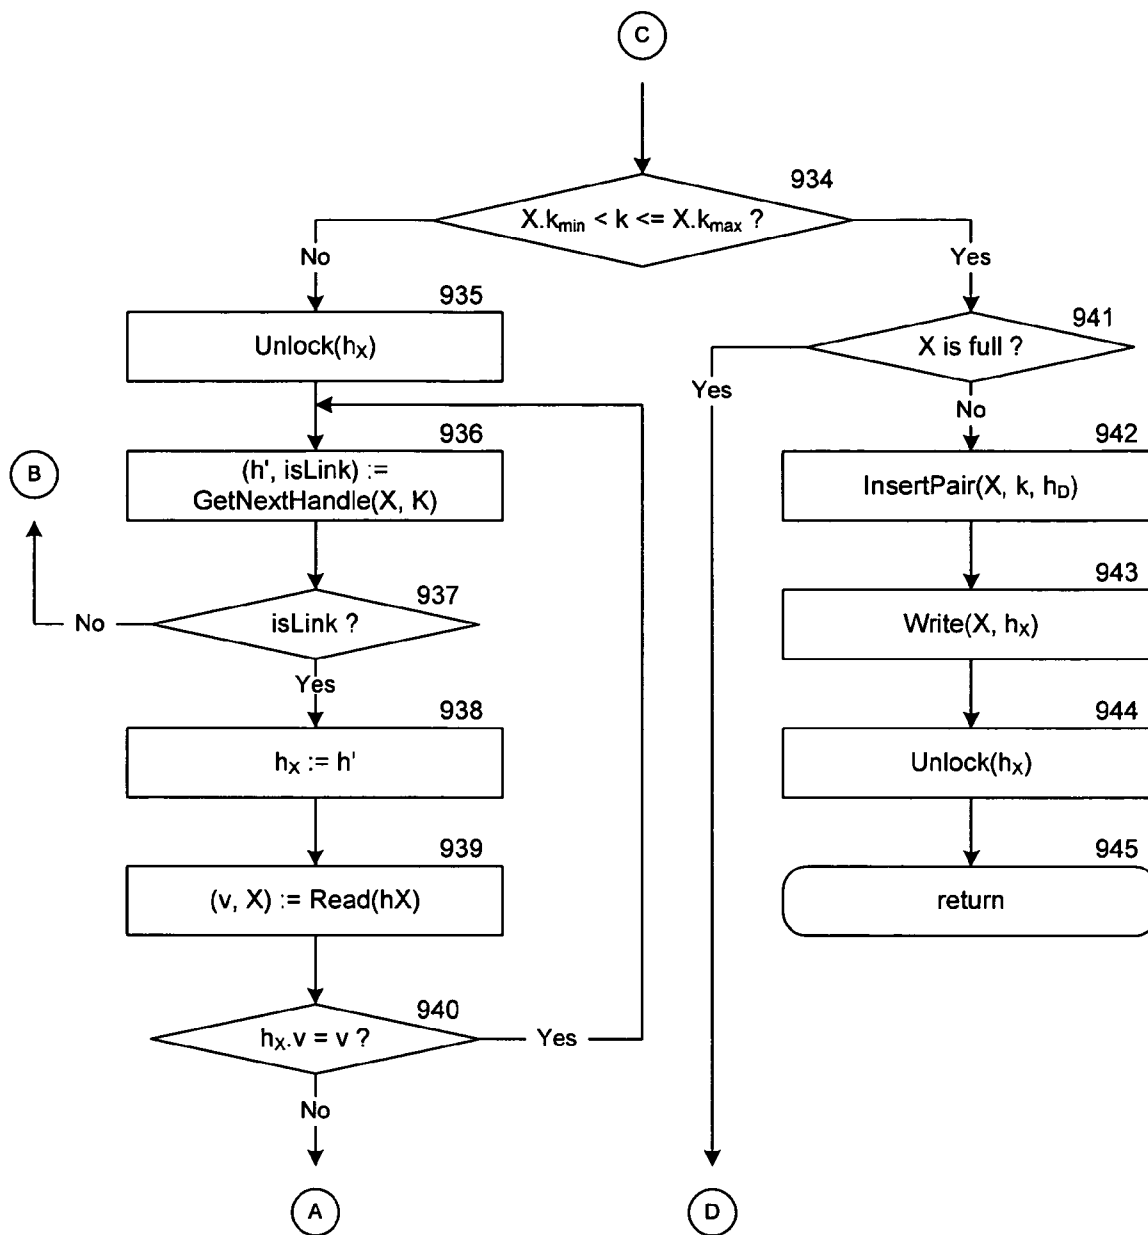 C
934
X.kmin < k <= X.kmax ?
No
Yes
935
Unlock(hX)
941
X is full ?
Yes
No
936
(h', isLink) :=
GetNextHandle(X, K)
B
942
InsertPair(X, k, hD)
937
isLink ?
No
Yes
943
Write(X, hX)
938
hX := h'
944
Unlock(hX)
939
(v, X) := Read(hX)
945
return
940
hX.v = v ?
Yes
No
A
D